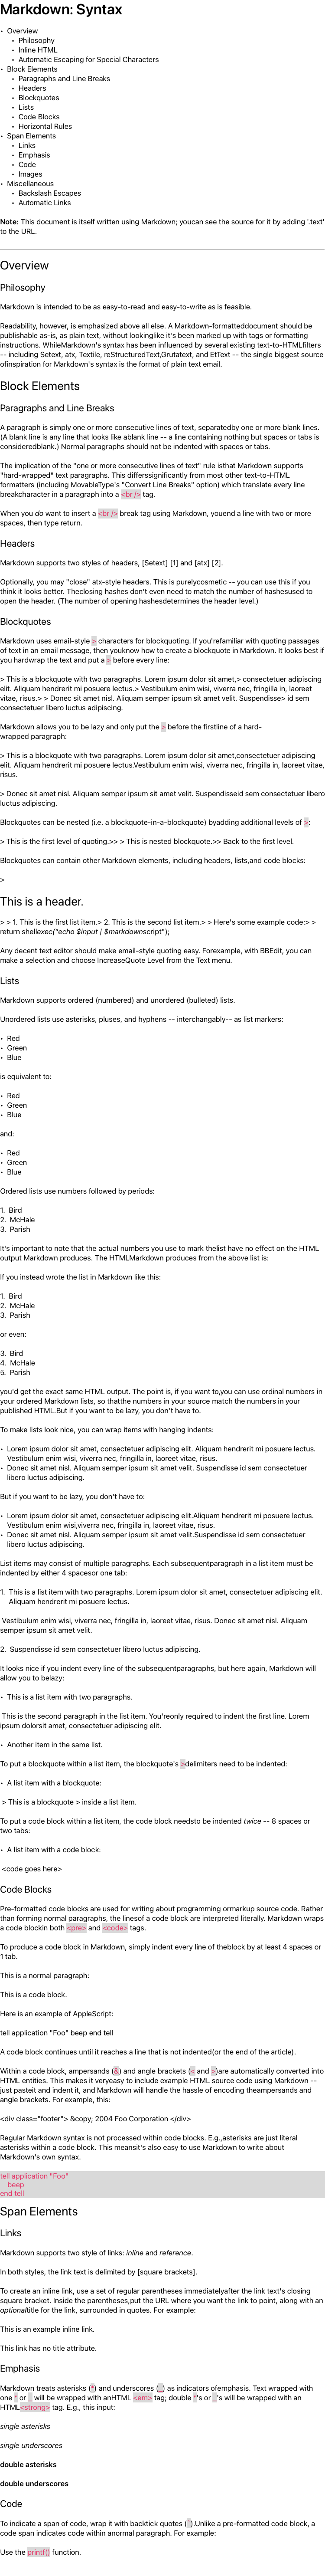 Markdown: Syntax
• Overview
• Philosophy
• Inline HTML
• Automatic Escaping for Special Characters
• Block Elements
• Paragraphs and Line Breaks
• Headers
• Blockquotes
• Lists
• Code Blocks
• Horizontal Rules
• Span Elements
• Links
• Emphasis
• Code
• Images
• Miscellaneous
• Backslash Escapes
• Automatic Links
Note: This document is itself written using Markdown; youcan see the source for it by adding '.text'
to the URL.
Overview
Philosophy
Markdown is intended to be as easy-to-read and easy-to-write as is feasible.
Readability, however, is emphasized above all else. A Markdown-formatteddocument should be
publishable as-is, as plain text, without lookinglike it's been marked up with tags or formatting
instructions. WhileMarkdown's syntax has been influenced by several existing text-to-HTMLfilters
-- including Setext, atx, Textile, reStructuredText,Grutatext, and EtText -- the single biggest source
ofinspiration for Markdown's syntax is the format of plain text email.
Block Elements
Paragraphs and Line Breaks
A paragraph is simply one or more consecutive lines of text, separatedby one or more blank lines.
(A blank line is any line that looks like ablank line -- a line containing nothing but spaces or tabs is
consideredblank.) Normal paragraphs should not be indented with spaces or tabs.
The implication of the "one or more consecutive lines of text" rule isthat Markdown supports
"hard-wrapped" text paragraphs. This differssignificantly from most other text-to-HTML
formatters (including MovableType's "Convert Line Breaks" option) which translate every line
breakcharacter in a paragraph into a <br /> tag.
When you do want to insert a <br /> break tag using Markdown, youend a line with two or more
spaces, then type return.
Headers
Markdown supports two styles of headers, [Setext] [1] and [atx] [2].
Optionally, you may "close" atx-style headers. This is purelycosmetic -- you can use this if you
think it looks better. Theclosing hashes don't even need to match the number of hashesused to
open the header. (The number of opening hashesdetermines the header level.)
Blockquotes
Markdown uses email-style > characters for blockquoting. If you'refamiliar with quoting passages
of text in an email message, then youknow how to create a blockquote in Markdown. It looks best if
you hardwrap the text and put a > before every line:
> This is a blockquote with two paragraphs. Lorem ipsum dolor sit amet,> consectetuer adipiscing
elit. Aliquam hendrerit mi posuere lectus.> Vestibulum enim wisi, viverra nec, fringilla in, laoreet
vitae, risus.> > Donec sit amet nisl. Aliquam semper ipsum sit amet velit. Suspendisse> id sem
consectetuer libero luctus adipiscing.
Markdown allows you to be lazy and only put the > before the firstline of a hard-
wrapped paragraph:
> This is a blockquote with two paragraphs. Lorem ipsum dolor sit amet,consectetuer adipiscing
elit. Aliquam hendrerit mi posuere lectus.Vestibulum enim wisi, viverra nec, fringilla in, laoreet vitae,
risus.
> Donec sit amet nisl. Aliquam semper ipsum sit amet velit. Suspendisseid sem consectetuer libero
luctus adipiscing.
Blockquotes can be nested (i.e. a blockquote-in-a-blockquote) byadding additional levels of >:
> This is the first level of quoting.>> > This is nested blockquote.>> Back to the first level.
Blockquotes can contain other Markdown elements, including headers, lists,and code blocks:
>
This is a header.
> > 1. This is the first list item.> 2. This is the second list item.> > Here's some example code:> >
return shellexec("echo $input | $markdownscript");
Any decent text editor should make email-style quoting easy. Forexample, with BBEdit, you can
make a selection and choose IncreaseQuote Level from the Text menu.
Lists
Markdown supports ordered (numbered) and unordered (bulleted) lists.
Unordered lists use asterisks, pluses, and hyphens -- interchangably-- as list markers:
• Red
• Green
• Blue
is equivalent to:
• Red
• Green
• Blue
and:
• Red
• Green
• Blue
Ordered lists use numbers followed by periods:
1. Bird
2. McHale
3. Parish
It's important to note that the actual numbers you use to mark thelist have no effect on the HTML
output Markdown produces. The HTMLMarkdown produces from the above list is:
If you instead wrote the list in Markdown like this:
1. Bird
2. McHale
3. Parish
or even:
3. Bird
4. McHale
5. Parish
you'd get the exact same HTML output. The point is, if you want to,you can use ordinal numbers in
your ordered Markdown lists, so thatthe numbers in your source match the numbers in your
published HTML.But if you want to be lazy, you don't have to.
To make lists look nice, you can wrap items with hanging indents:
• Lorem ipsum dolor sit amet, consectetuer adipiscing elit. Aliquam hendrerit mi posuere lectus.
Vestibulum enim wisi, viverra nec, fringilla in, laoreet vitae, risus.
• Donec sit amet nisl. Aliquam semper ipsum sit amet velit. Suspendisse id sem consectetuer
libero luctus adipiscing.
But if you want to be lazy, you don't have to:
• Lorem ipsum dolor sit amet, consectetuer adipiscing elit.Aliquam hendrerit mi posuere lectus.
Vestibulum enim wisi,viverra nec, fringilla in, laoreet vitae, risus.
• Donec sit amet nisl. Aliquam semper ipsum sit amet velit.Suspendisse id sem consectetuer
libero luctus adipiscing.
List items may consist of multiple paragraphs. Each subsequentparagraph in a list item must be
indented by either 4 spacesor one tab:
1. This is a list item with two paragraphs. Lorem ipsum dolor sit amet, consectetuer adipiscing elit.
Aliquam hendrerit mi posuere lectus.
Vestibulum enim wisi, viverra nec, fringilla in, laoreet vitae, risus. Donec sit amet nisl. Aliquam
semper ipsum sit amet velit.
2. Suspendisse id sem consectetuer libero luctus adipiscing.
It looks nice if you indent every line of the subsequentparagraphs, but here again, Markdown will
allow you to belazy:
• This is a list item with two paragraphs.
This is the second paragraph in the list item. You'reonly required to indent the first line. Lorem
ipsum dolorsit amet, consectetuer adipiscing elit.
• Another item in the same list.
To put a blockquote within a list item, the blockquote's >delimiters need to be indented:
• A list item with a blockquote:
> This is a blockquote > inside a list item.
To put a code block within a list item, the code block needsto be indented twice -- 8 spaces or
two tabs:
• A list item with a code block:
<code goes here>
Code Blocks
Pre-formatted code blocks are used for writing about programming ormarkup source code. Rather
than forming normal paragraphs, the linesof a code block are interpreted literally. Markdown wraps
a code blockin both <pre> and <code> tags.
To produce a code block in Markdown, simply indent every line of theblock by at least 4 spaces or
1 tab.
This is a normal paragraph:
This is a code block.
Here is an example of AppleScript:
tell application "Foo" beep end tell
A code block continues until it reaches a line that is not indented(or the end of the article).
Within a code block, ampersands (&) and angle brackets (< and >)are automatically converted into
HTML entities. This makes it veryeasy to include example HTML source code using Markdown --
just pasteit and indent it, and Markdown will handle the hassle of encoding theampersands and
angle brackets. For example, this:
<div class="footer"> &copy; 2004 Foo Corporation </div>
Regular Markdown syntax is not processed within code blocks. E.g.,asterisks are just literal
asterisks within a code block. This meansit's also easy to use Markdown to write about
Markdown's own syntax.
tell application "Foo"
beep
end tell
Span Elements
Links
Markdown supports two style of links: inline and reference.
In both styles, the link text is delimited by [square brackets].
To create an inline link, use a set of regular parentheses immediatelyafter the link text's closing
square bracket. Inside the parentheses,put the URL where you want the link to point, along with an
optionaltitle for the link, surrounded in quotes. For example:
This is an example inline link.
This link has no title attribute.
Emphasis
Markdown treats asterisks (*) and underscores (_) as indicators ofemphasis. Text wrapped with
one * or _ will be wrapped with anHTML <em> tag; double *'s or _'s will be wrapped with an
HTML<strong> tag. E.g., this input:
single asterisks
single underscores
double asterisks
double underscores
Code
To indicate a span of code, wrap it with backtick quotes (`).Unlike a pre-formatted code block, a
code span indicates code within anormal paragraph. For example:
Use the printf() function.